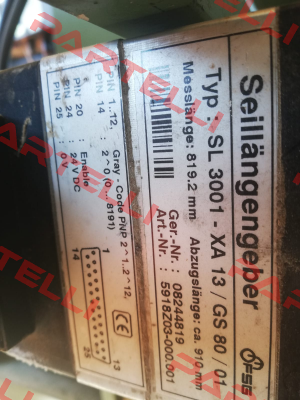 Seillängengeber
FSG
Typ : SL 3001 - XA 13 / GS 80 / 01
Messlänge: 819.2 mm Abzugslänge: ca. 910 mm
Ger.-Nr.: 08244819
Art.-Nr.: 5918Z03-000.001
PIN 1..12, Gray - Code PNP 2^1..2^12,
PIN 14: 2^0 (0..8191)
PIN 20: Enable
PIN 24: 24 V DC
PIN 25: 0 V
1
13
14
25
CE
PARTELLI